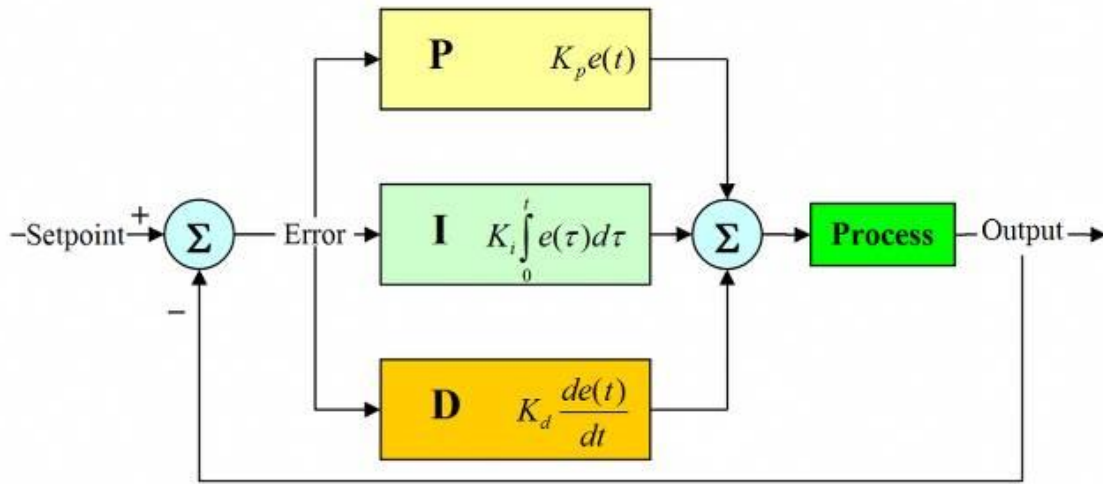 P K_p e(t)
–Setpoint + Σ Error I K_i ∫_0^t e(τ)dτ Σ Process Output
–
D K_d de(t)/dt